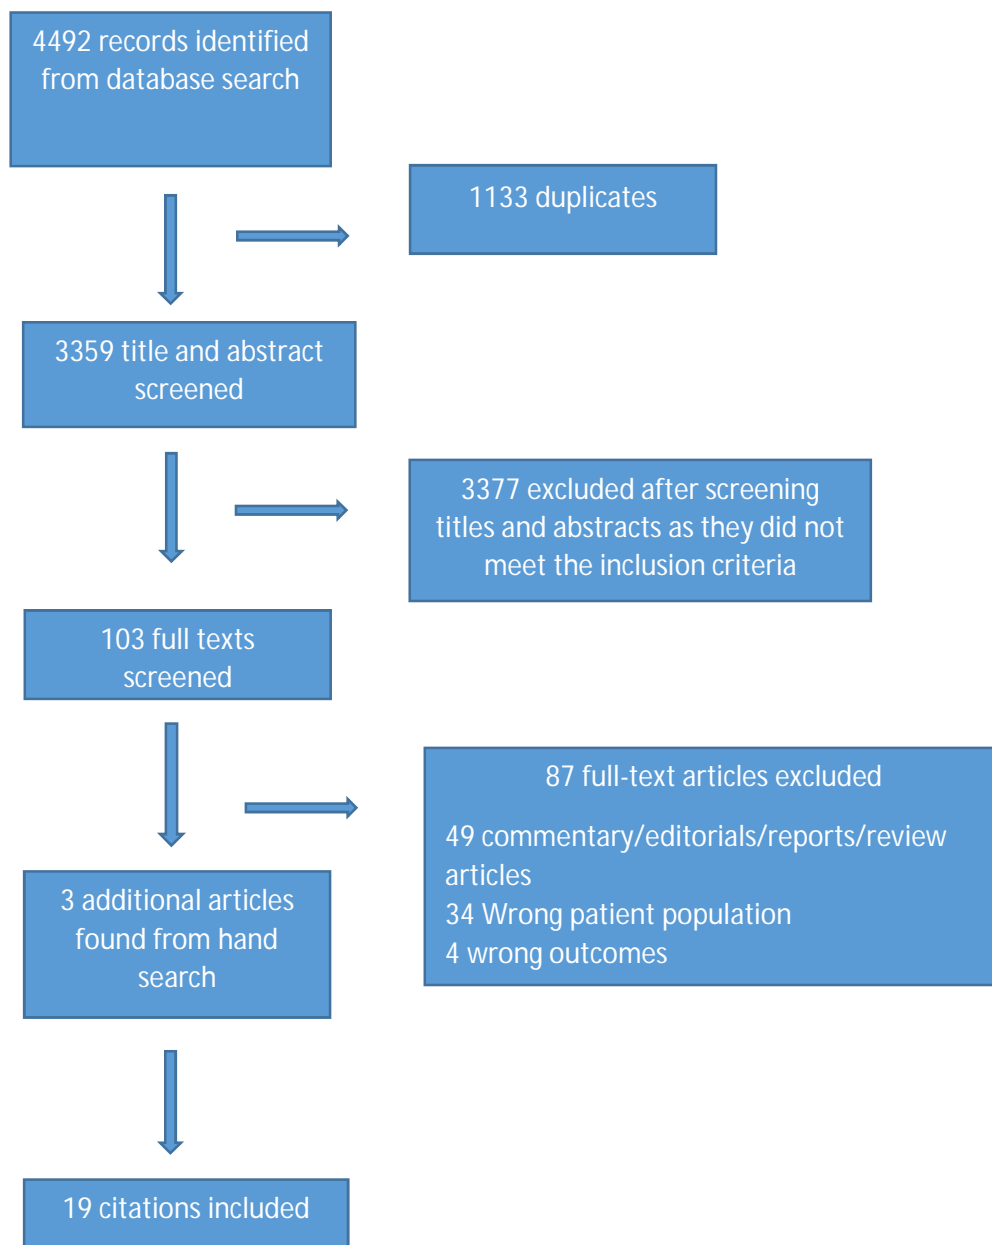 4492 records identified
from database search
1133 duplicates
3359 title and abstract
screened
3377 excluded after screening
titles and abstracts as they did not
meet the inclusion criteria
103 full texts
screened
87 full-text articles excluded
49 commentary/editorials/reports/review
articles
34 Wrong patient population
4 wrong outcomes
3 additional articles
found from hand
search
19 citations included